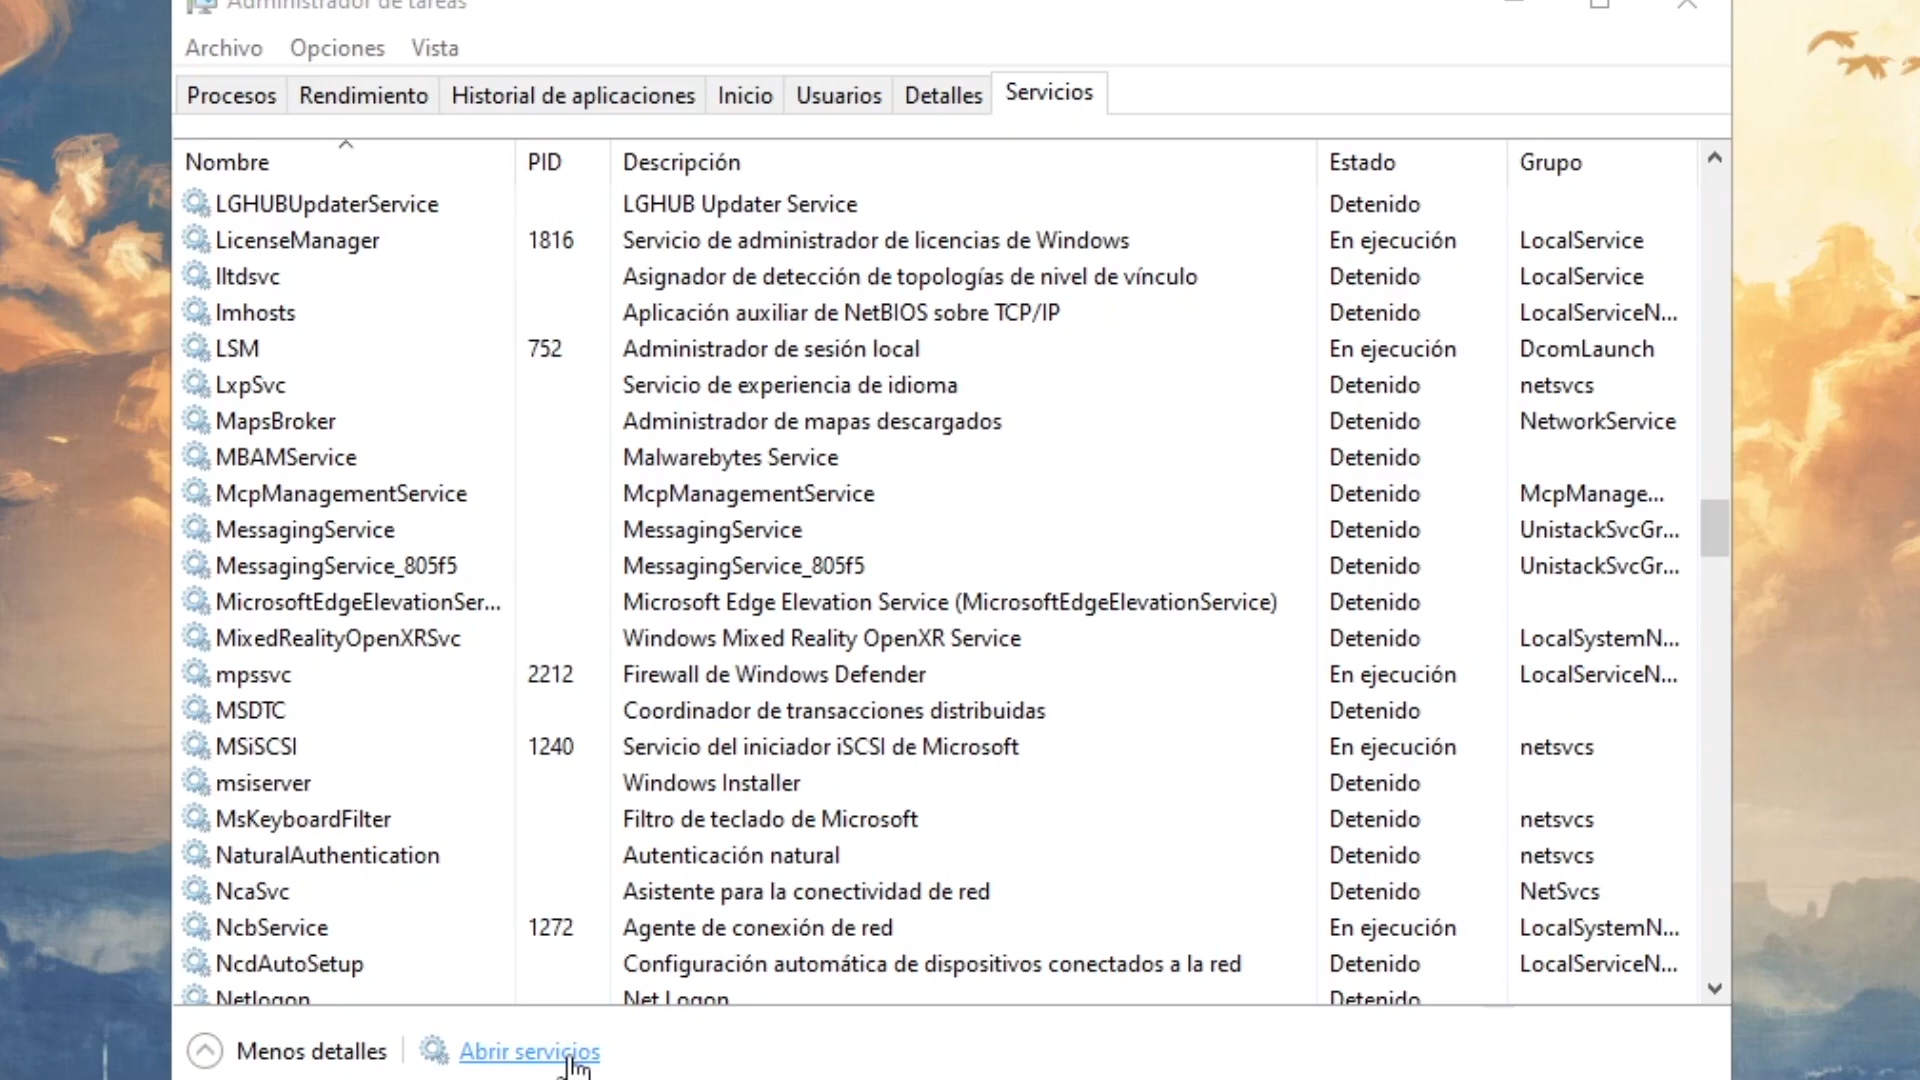 Administrador de tareas
Archivo Opciones Vista
Procesos Rendimiento Historial de aplicaciones Inicio Usuarios Detalles Servicios
Nombre PID Descripción Estado Grupo
LGHUBUpdaterService LGHUB Updater Service Detenido
LicenseManager 1816 Servicio de administrador de licencias de Windows En ejecución LocalService
lltdsvc Asignador de detección de topologías de nivel de vínculo Detenido LocalService
lmhosts Aplicación auxiliar de NetBIOS sobre TCP/IP Detenido LocalServiceN...
LSM 752 Administrador de sesión local En ejecución DcomLaunch
LxpSvc Servicio de experiencia de idioma Detenido netsvcs
MapsBroker Administrador de mapas descargados Detenido NetworkService
MBAMService Malwarebytes Service Detenido
McpManagementService McpManagementService Detenido McpManage...
MessagingService MessagingService Detenido UnistackSvcGr...
MessagingService_805f5 MessagingService_805f5 Detenido UnistackSvcGr...
MicrosoftEdgeElevationSer... Microsoft Edge Elevation Service (MicrosoftEdgeElevationService) Detenido
MixedRealityOpenXRSvc Windows Mixed Reality OpenXR Service Detenido LocalSystemN...
mpssvc 2212 Firewall de Windows Defender En ejecución LocalServiceN...
MSDTC Coordinador de transacciones distribuidas Detenido
MSiSCSI 1240 Servicio del iniciador iSCSI de Microsoft En ejecución netsvcs
msiserver Windows Installer Detenido
MsKeyboardFilter Filtro de teclado de Microsoft Detenido netsvcs
NaturalAuthentication Autenticación natural Detenido netsvcs
NcaSvc Asistente para la conectividad de red Detenido NetSvcs
NcbService 1272 Agente de conexión de red En ejecución LocalSystemN...
NcdAutoSetup Configuración automática de dispositivos conectados a la red Detenido LocalServiceN...
Netlogon Net Logon Detenido
Menos detalles Abrir servicios